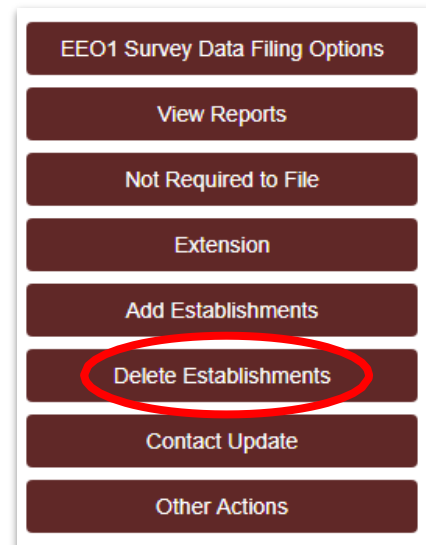 EEO1 Survey Data Filing Options
View Reports
Not Required to File
Extension
Add Establishments
Delete Establishments
Contact Update
Other Actions